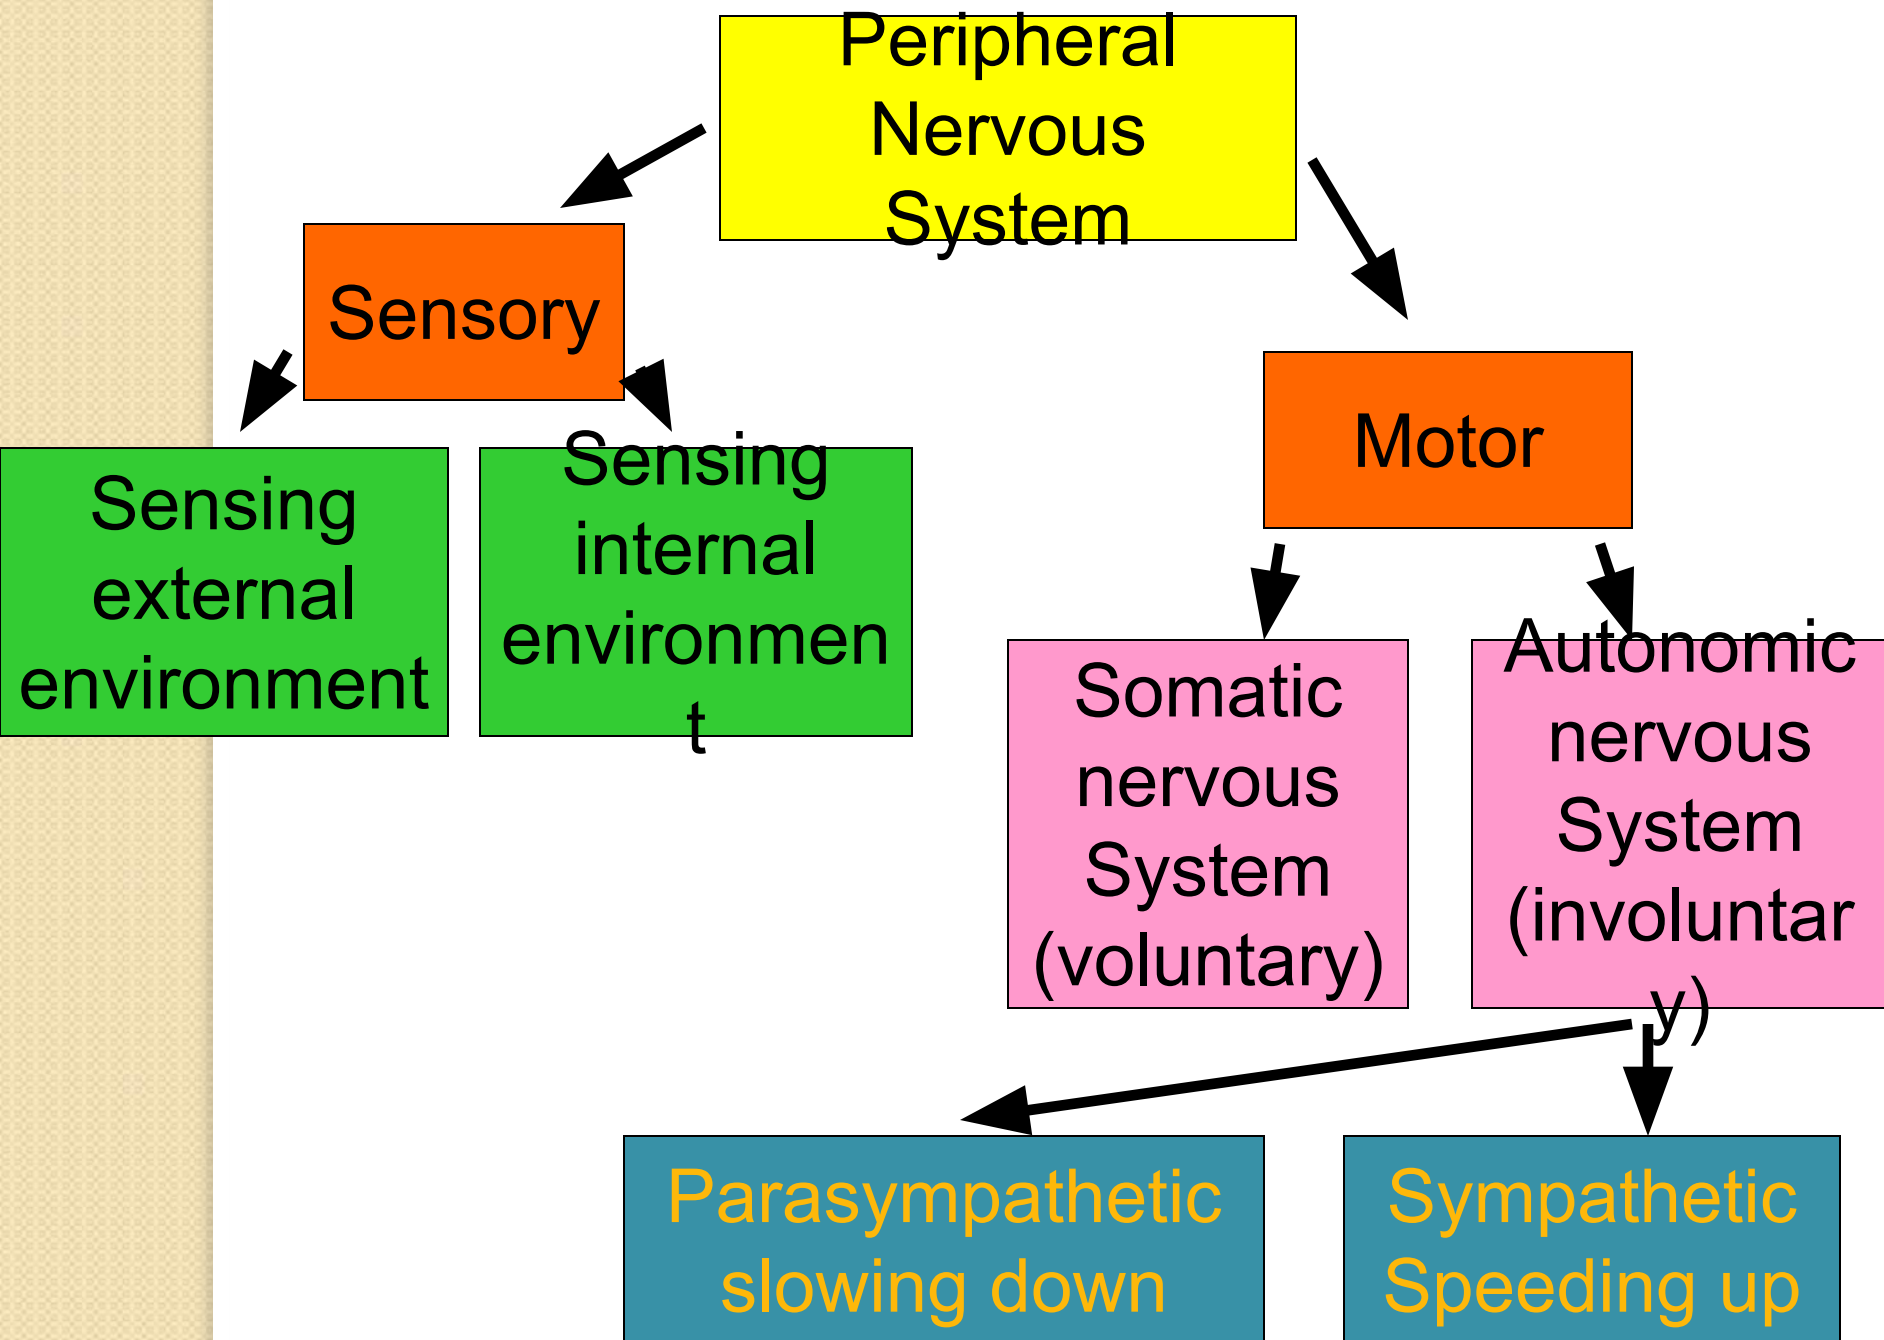 Peripheral
Nervous
System
Sensory
Motor
Sensing
external
environment
Sensing
internal
environmen
t
Somatic
nervous
System
(voluntary)
Autonomic
nervous
System
(involuntar
y)
Parasympathetic
slowing down
Sympathetic
Speeding up